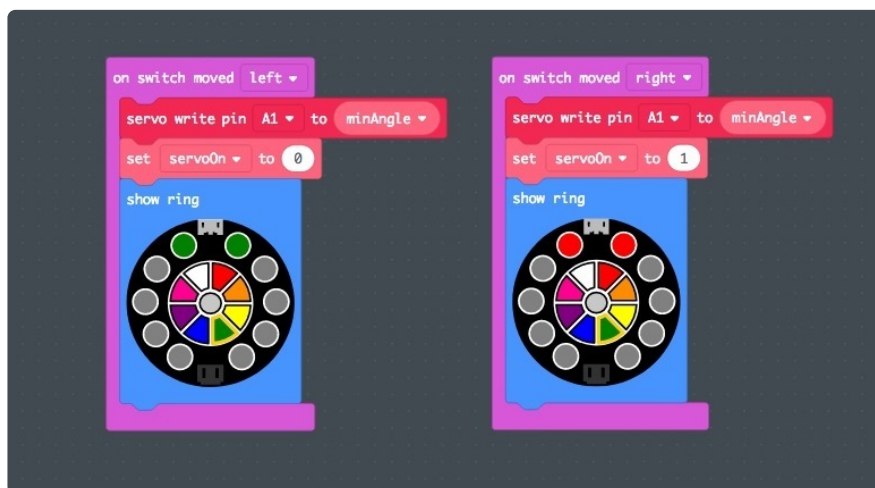 on switch moved left
servo write pin A1 to minAngle
set servoOn to 0
show ring
on switch moved right
servo write pin A1 to minAngle
set servoOn to 1
show ring